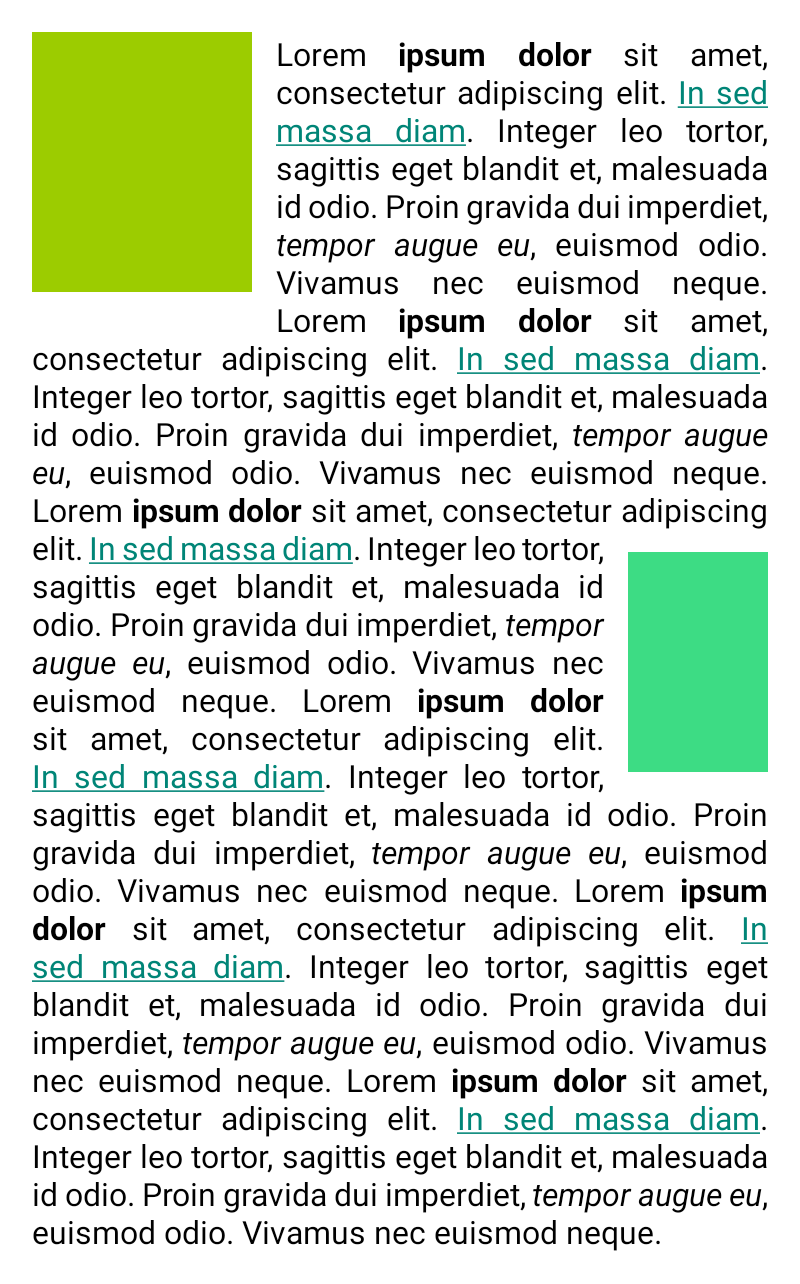 Lorem ipsum dolor sit amet,
consectetur adipiscing elit. In sed
massa diam. Integer leo tortor,
sagittis eget blandit et, malesuada
id odio. Proin gravida dui imperdiet,
tempor augue eu, euismod odio.
Vivamus nec euismod neque.
Lorem ipsum dolor sit amet,
consectetur adipiscing elit. In sed massa diam.
Integer leo tortor, sagittis eget blandit et, malesuada
id odio. Proin gravida dui imperdiet, tempor augue
eu, euismod odio. Vivamus nec euismod neque.
Lorem ipsum dolor sit amet, consectetur adipiscing
elit. In sed massa diam. Integer leo tortor,
sagittis eget blandit et, malesuada id
odio. Proin gravida dui imperdiet, tempor
augue eu, euismod odio. Vivamus nec
euismod neque. Lorem ipsum dolor
sit amet, consectetur adipiscing elit.
In sed massa diam. Integer leo tortor,
sagittis eget blandit et, malesuada id odio. Proin
gravida dui imperdiet, tempor augue eu, euismod
odio. Vivamus nec euismod neque. Lorem ipsum
dolor sit amet, consectetur adipiscing elit. In
sed massa diam. Integer leo tortor, sagittis eget
blandit et, malesuada id odio. Proin gravida dui
imperdiet, tempor augue eu, euismod odio. Vivamus
nec euismod neque. Lorem ipsum dolor sit amet,
consectetur adipiscing elit. In sed massa diam.
Integer leo tortor, sagittis eget blandit et, malesuada
id odio. Proin gravida dui imperdiet, tempor augue eu,
euismod odio. Vivamus nec euismod neque.